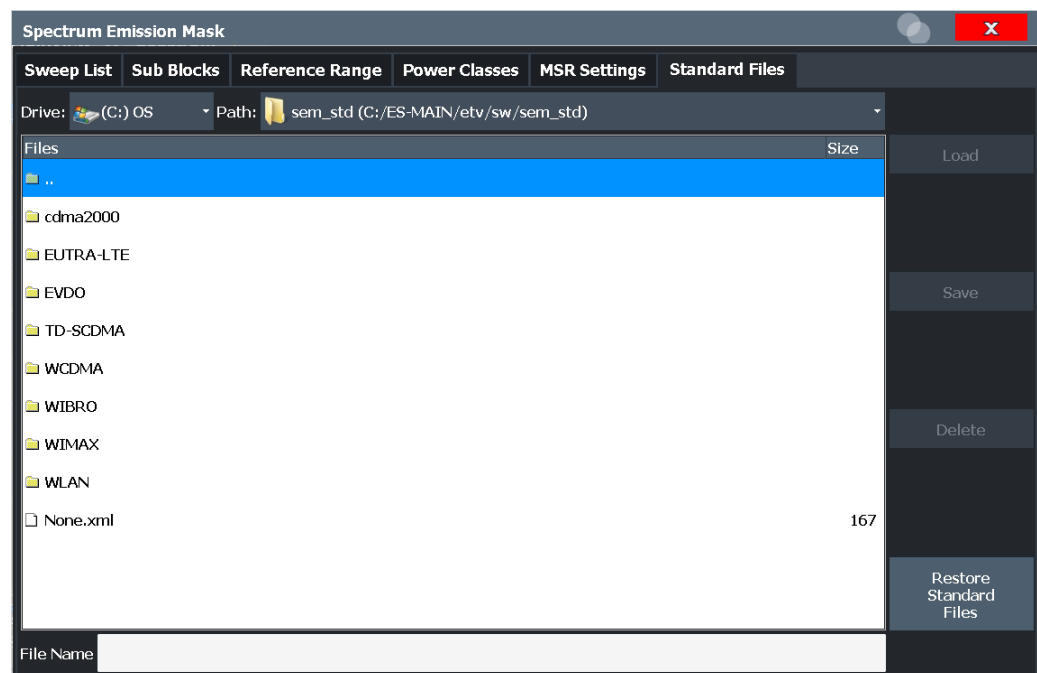 Spectrum Emission Mask
X
Sweep List Sub Blocks Reference Range Power Classes MSR Settings Standard Files
Drive: (C:) OS Path: sem_std (C:/ES-MAIN/etv/sw/sem_std)
Files Size
Load
..
cdma2000
EUTRA-LTE
EVDO
Save
TD-SCDMA
WCDMA
WIBRO
WIMAX
Delete
WLAN
None.xml 167
Restore
Standard
Files
File Name